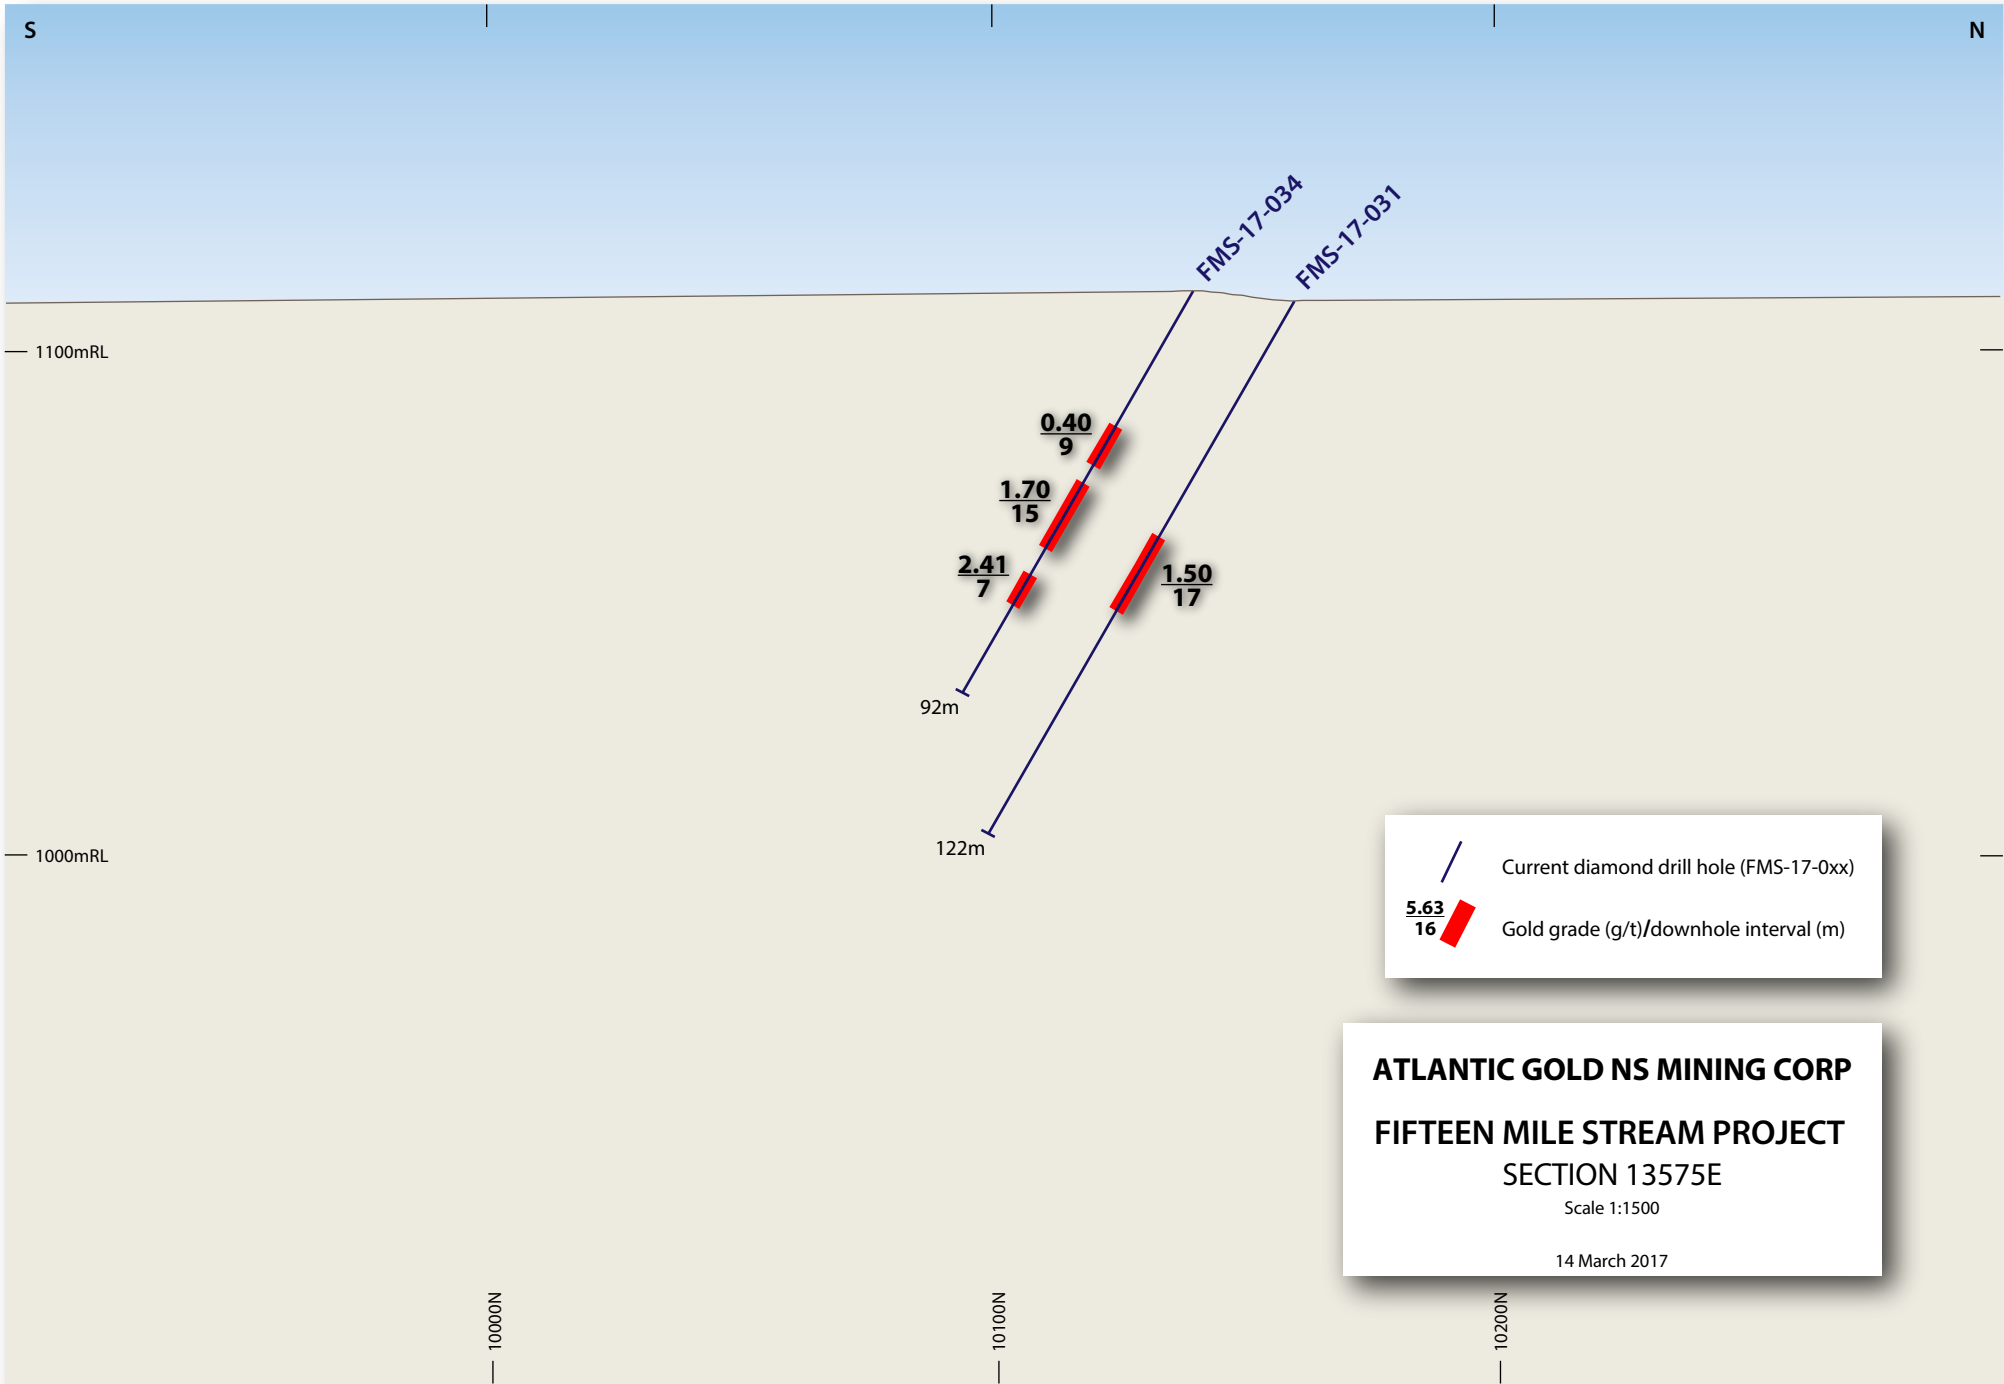 S
N
FMS-17-034
FMS-17-031
1100mRL
0.40
9
1.70
15
2.41
7
1.50
17
92m
122m
1000mRL
Current diamond drill hole (FMS-17-0xx)
5.63
16
Gold grade (g/t)/downhole interval (m)
ATLANTIC GOLD NS MINING CORP
FIFTEEN MILE STREAM PROJECT
SECTION 13575E
Scale 1:1500
14 March 2017
10000N
10100N
10200N